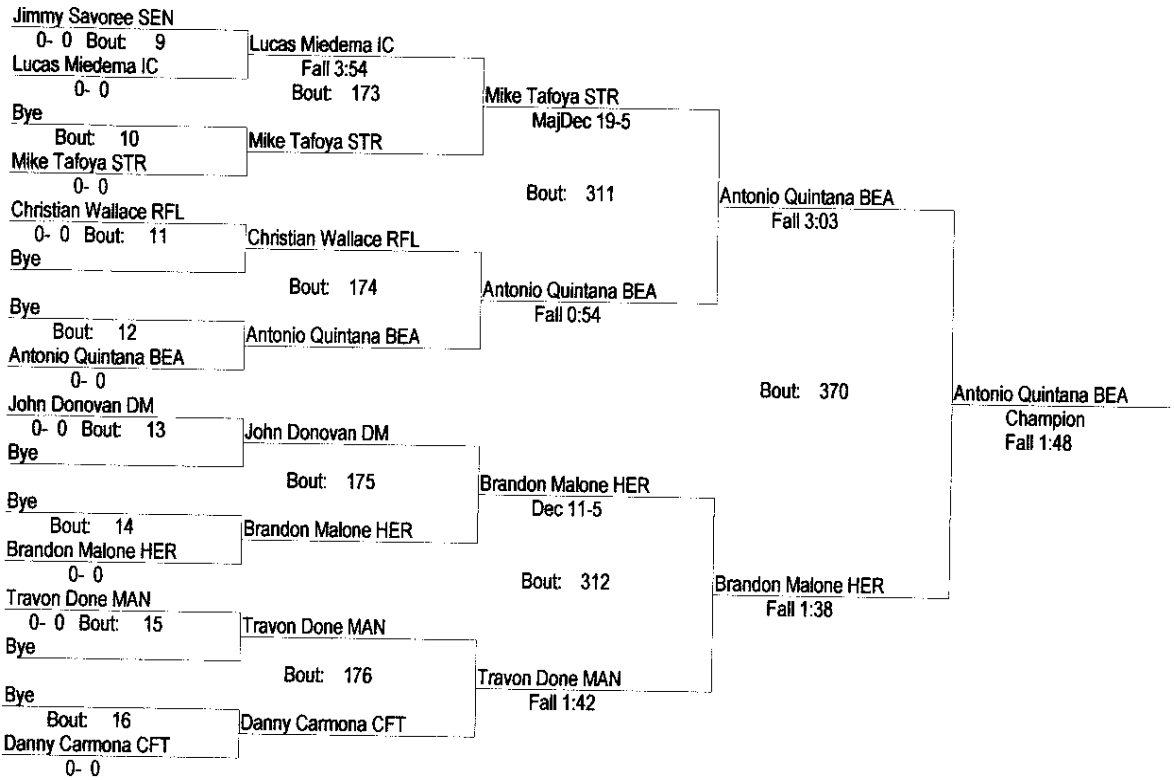 Jimmy Savoree SEN
0- 0 Bout: 9
Lucas Miedema IC
0- 0
Bye
Bout: 10
Mike Tafoya STR
0- 0
Christian Wallace RFL
0- 0 Bout: 11
Bye
Bye
Bout: 12
Antonio Quintana BEA
0- 0
John Donovan DM
0- 0 Bout: 13
Bye
Bye
Bout: 14
Brandon Malone HER
0- 0
Travon Done MAN
0- 0 Bout: 15
Bye
Bye
Bout: 16
Danny Carmona CFT
0- 0
Lucas Miedema IC
Fall 3:54
Bout: 173
Mike Tafoya STR
Christian Wallace RFL
Bout: 174
Antonio Quintana BEA
John Donovan DM
Bout: 175
Brandon Malone HER
Travon Done MAN
Bout: 176
Danny Carmona CFT
Mike Tafoya STR
MajDec 19-5
Bout: 311
Antonio Quintana BEA
Fall 0:54
Brandon Malone HER
Dec 11-5
Bout: 312
Travon Done MAN
Fall 1:42
Antonio Quintana BEA
Fall 3:03
Bout: 370
Brandon Malone HER
Fall 1:38
Antonio Quintana BEA
Champion
Fall 1:48